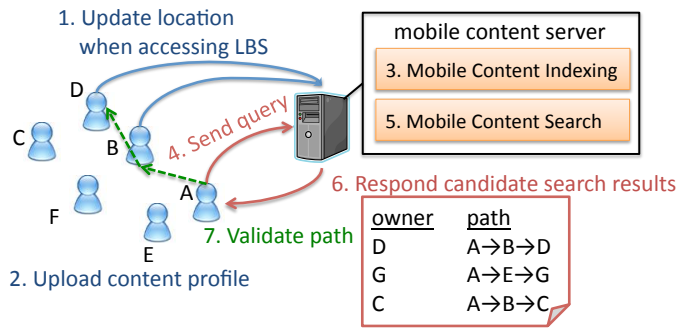 1. Update location
when accessing LBS
mobile content server
3. Mobile Content Indexing
5. Mobile Content Search
D
C
B
4. Send query
A
F
E
6. Respond candidate search results
7. Validate path
2. Upload content profile
owner path
D A→B→D
G A→E→G
C A→B→C